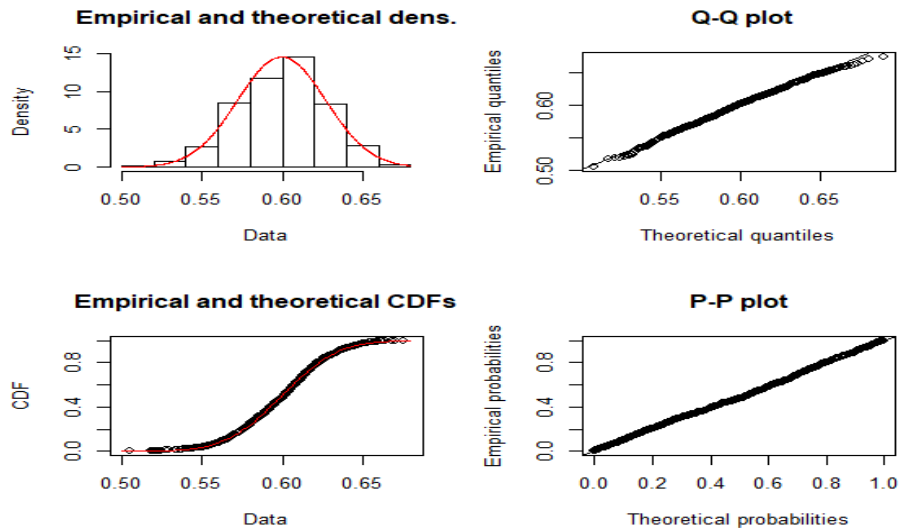 Empirical and theoretical dens.
Density
0 5 10 15
0.50 0.55 0.60 0.65
Data
Q-Q plot
Empirical quantiles
0.50 0.60
0.55 0.60 0.65
Theoretical quantiles
Empirical and theoretical CDFs
CDF
0.0 0.4 0.8
0.50 0.55 0.60 0.65
Data
P-P plot
Empirical probabilities
0.0 0.4 0.8
0.0 0.2 0.4 0.6 0.8 1.0
Theoretical probabilities